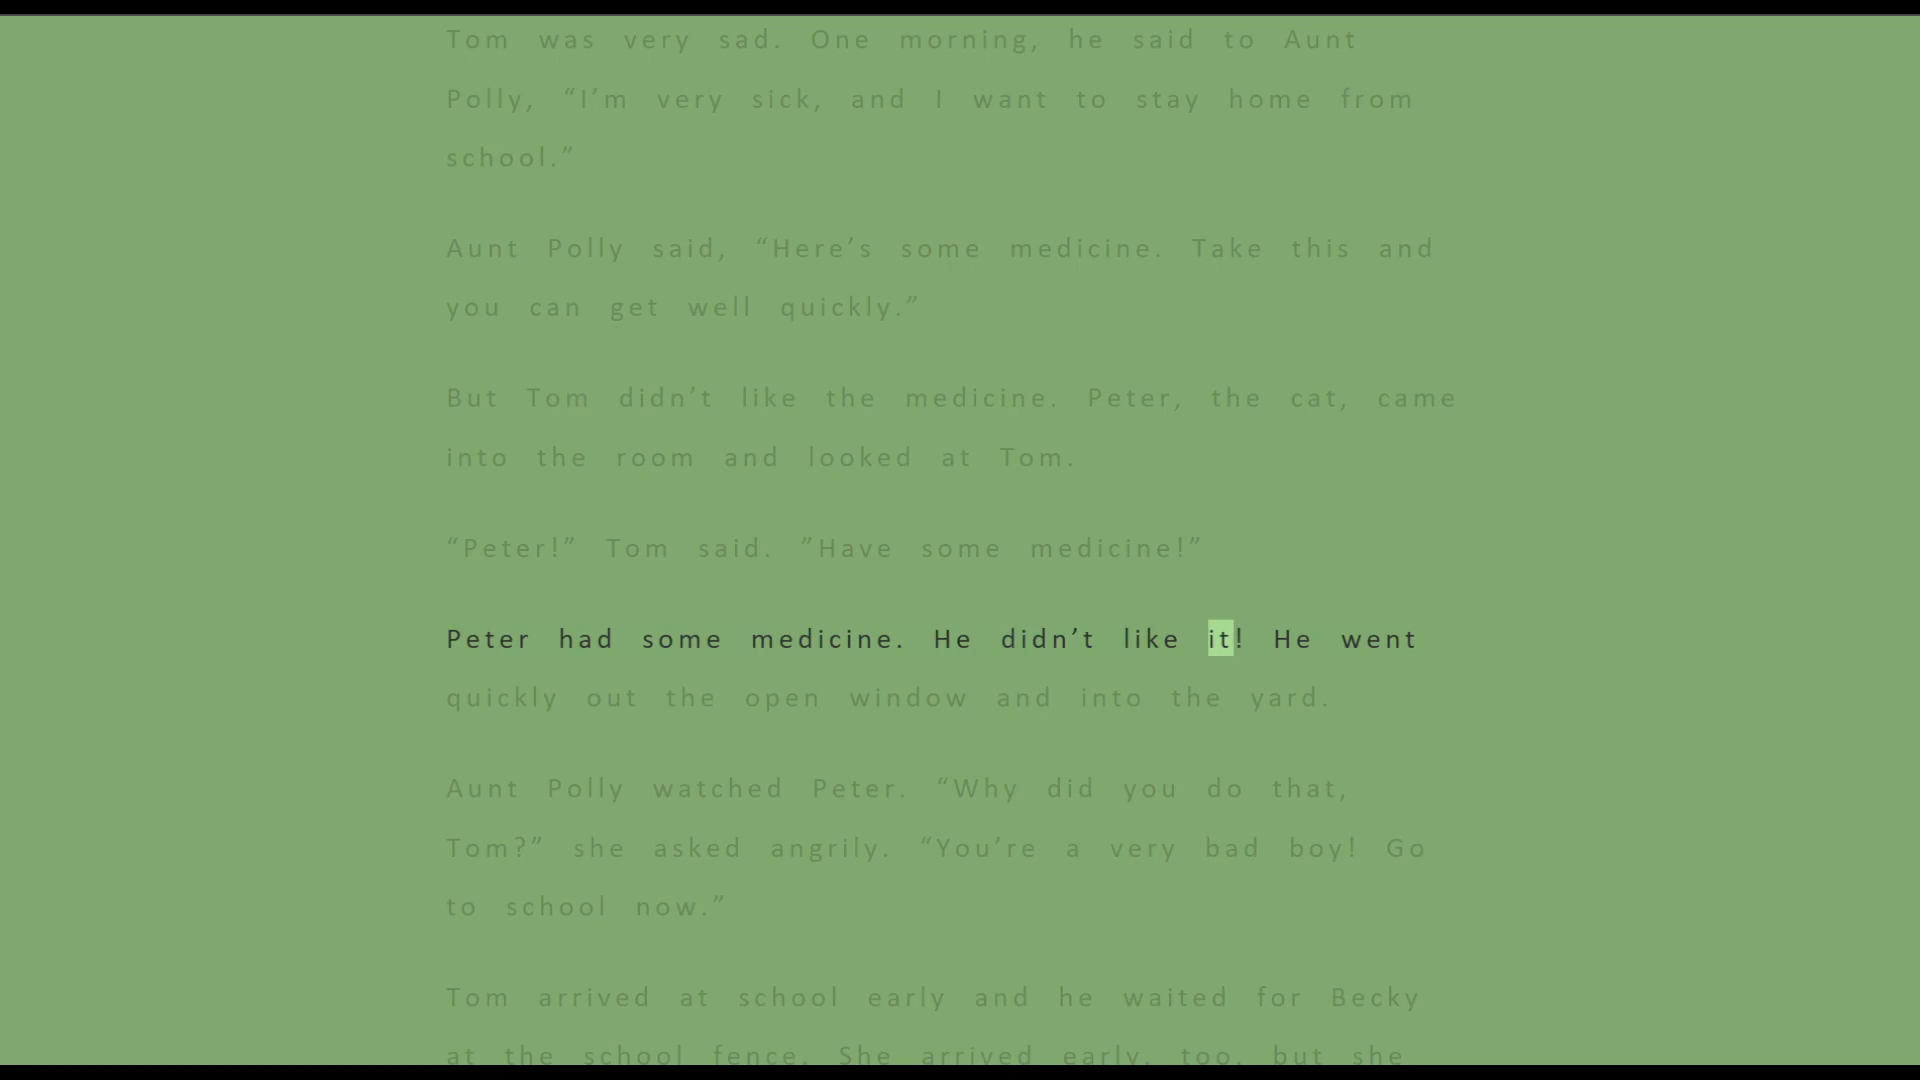 Tom was very sad. One morning, he said to Aunt
Polly, “I’m very sick, and I want to stay home from
school.”
Aunt Polly said, “Here’s some medicine. Take this and
you can get well quickly.”
But Tom didn’t like the medicine. Peter, the cat, came
into the room and looked at Tom.
“Peter!” Tom said. ”Have some medicine!”
Peter had some medicine. He didn’t like it! He went
quickly out the open window and into the yard.
Aunt Polly watched Peter. “Why did you do that,
Tom?” she asked angrily. “You’re a very bad boy! Go
to school now.”
Tom arrived at school early and he waited for Becky
at the school fence. She arrived early, too, but she